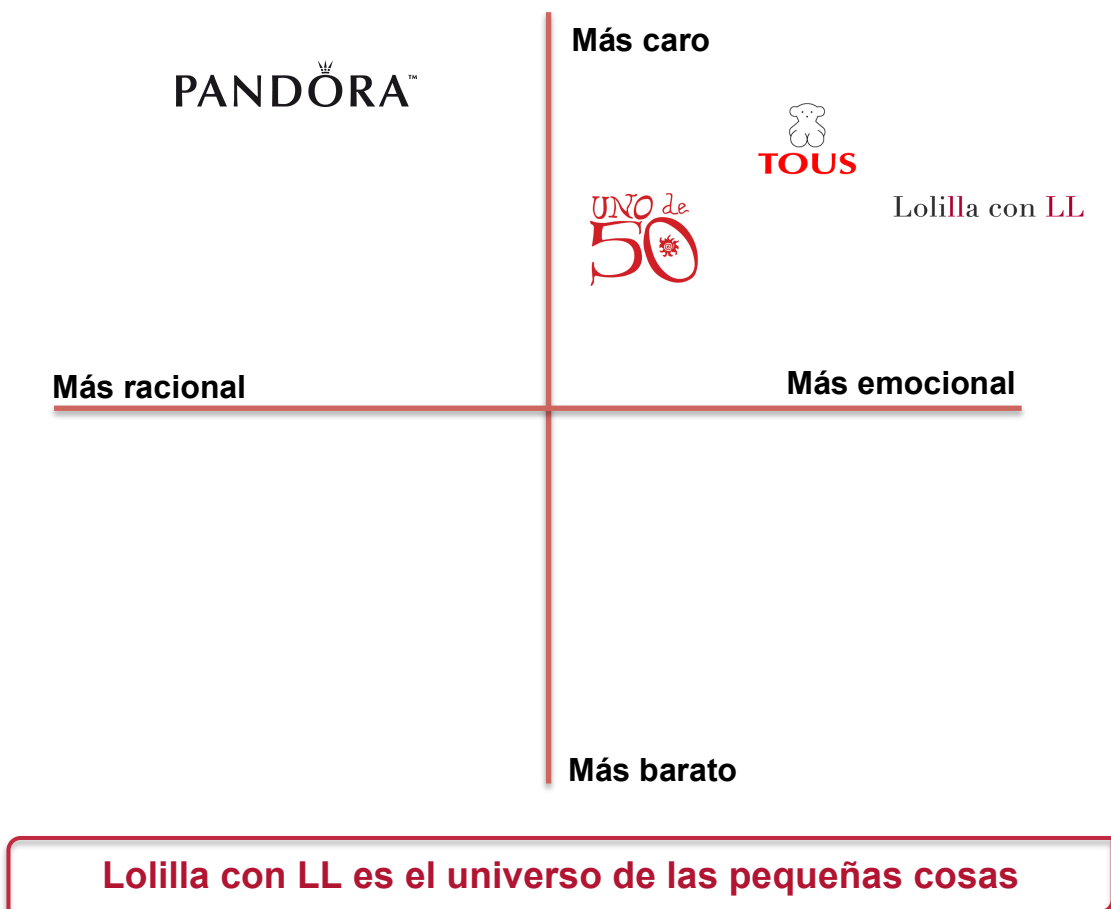 Más caro
PANDORA™
TOUS
UNO de
50
Lolilla con LL
Más racional
Más emocional
Más barato
Lolilla con LL es el universo de las pequeñas cosas